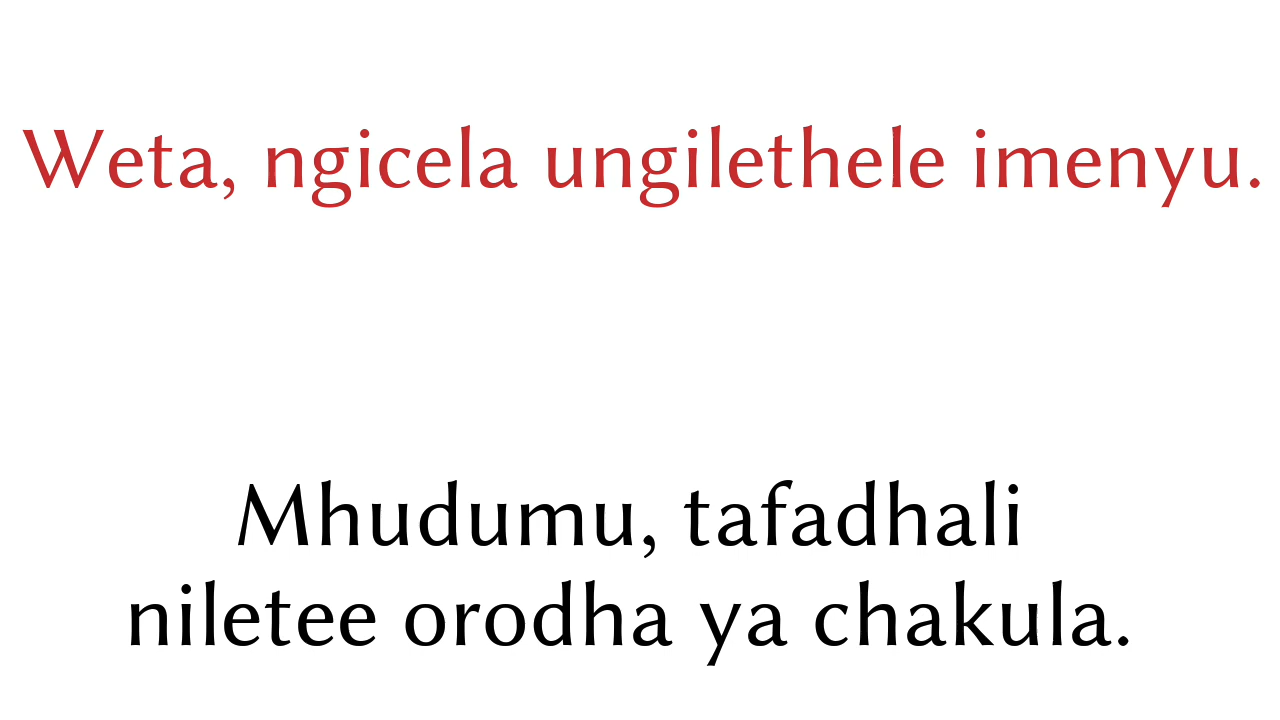 Weta, ngicela ungilethele imenyu.
Mhudumu, tafadhali
niletee orodha ya chakula.